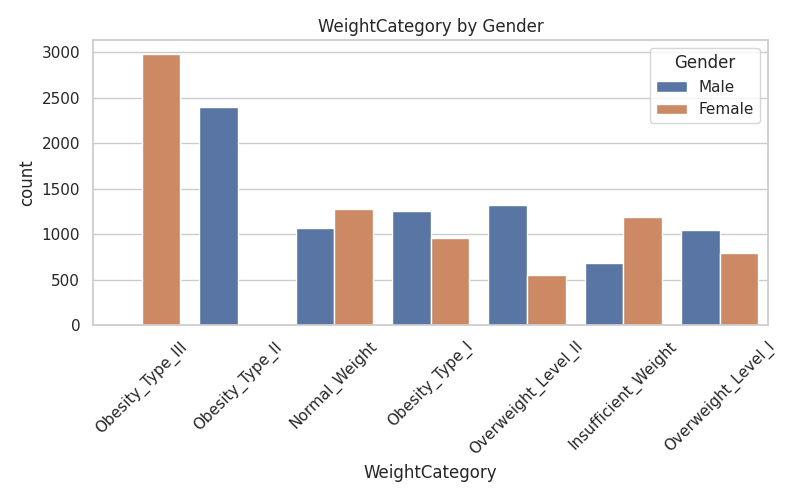 WeightCategory by Gender
3000
2500
2000
1500
1000
500
0
count
Gender
Male
Female
Obesity_Type_III
Obesity_Type_II
Normal_Weight
Obesity_Type_I
Overweight_Level_II
Insufficient_Weight
Overweight_Level_I
WeightCategory